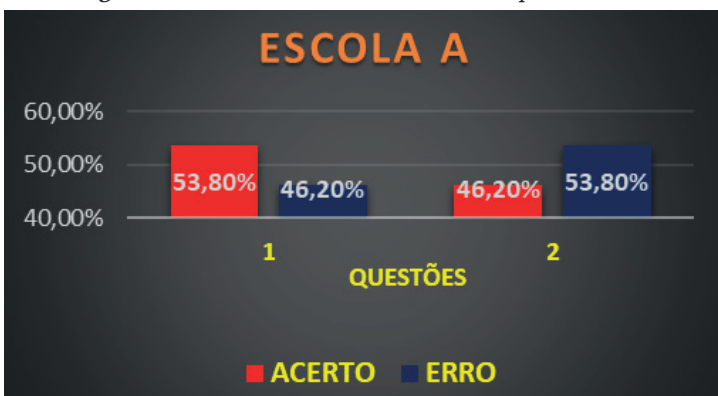 ESCOLA A
60,00%
50,00%
40,00%
53,80%
46,20%
46,20%
53,80%
1
2
QUESTÕES
ACERTO
ERRO